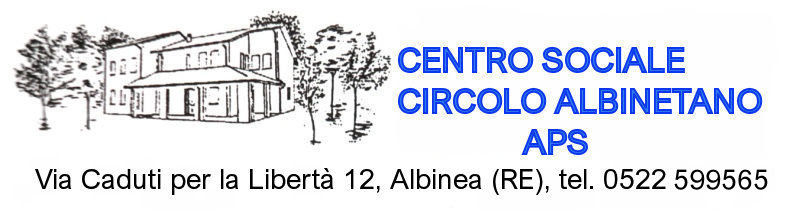 CENTRO SOCIALE
CIRCOLO ALBINETANO
APS
Via Caduti per la Libertà 12, Albinea (RE), tel. 0522 599565